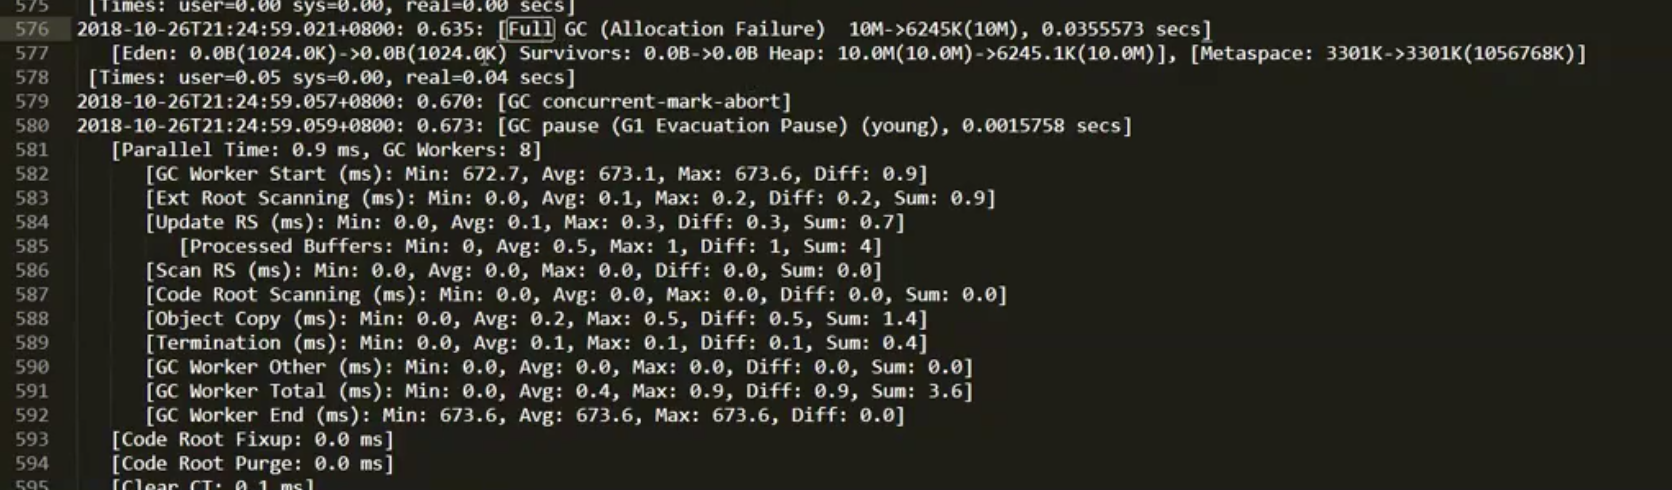 575 [Times: user=0.00 sys=0.00, real=0.00 secs]
576 2018-10-26T21:24:59.021+0800: 0.635: [Full GC (Allocation Failure)  10M->6245K(10M), 0.0355573 secs]
577 [Eden: 0.0B(1024.0K)->0.0B(1024.0K) Survivors: 0.0B->0.0B Heap: 10.0M(10.0M)->6245.1K(10.0M)], [Metaspace: 3301K->3301K(1056768K)]
578 [Times: user=0.05 sys=0.00, real=0.04 secs]
579 2018-10-26T21:24:59.057+0800: 0.670: [GC concurrent-mark-abort]
580 2018-10-26T21:24:59.059+0800: 0.673: [GC pause (G1 Evacuation Pause) (young), 0.0015758 secs]
581 [Parallel Time: 0.9 ms, GC Workers: 8]
582 [GC Worker Start (ms): Min: 672.7, Avg: 673.1, Max: 673.6, Diff: 0.9]
583 [Ext Root Scanning (ms): Min: 0.0, Avg: 0.1, Max: 0.2, Diff: 0.2, Sum: 0.9]
584 [Update RS (ms): Min: 0.0, Avg: 0.1, Max: 0.3, Diff: 0.3, Sum: 0.7]
585 [Processed Buffers: Min: 0, Avg: 0.5, Max: 1, Diff: 1, Sum: 4]
586 [Scan RS (ms): Min: 0.0, Avg: 0.0, Max: 0.0, Diff: 0.0, Sum: 0.0]
587 [Code Root Scanning (ms): Min: 0.0, Avg: 0.0, Max: 0.0, Diff: 0.0, Sum: 0.0]
588 [Object Copy (ms): Min: 0.0, Avg: 0.2, Max: 0.5, Diff: 0.5, Sum: 1.4]
589 [Termination (ms): Min: 0.0, Avg: 0.1, Max: 0.1, Diff: 0.1, Sum: 0.4]
590 [GC Worker Other (ms): Min: 0.0, Avg: 0.0, Max: 0.0, Diff: 0.0, Sum: 0.0]
591 [GC Worker Total (ms): Min: 0.0, Avg: 0.4, Max: 0.9, Diff: 0.9, Sum: 3.6]
592 [GC Worker End (ms): Min: 673.6, Avg: 673.6, Max: 673.6, Diff: 0.0]
593 [Code Root Fixup: 0.0 ms]
594 [Code Root Purge: 0.0 ms]
595 [Clear CT: 0.1 ms]